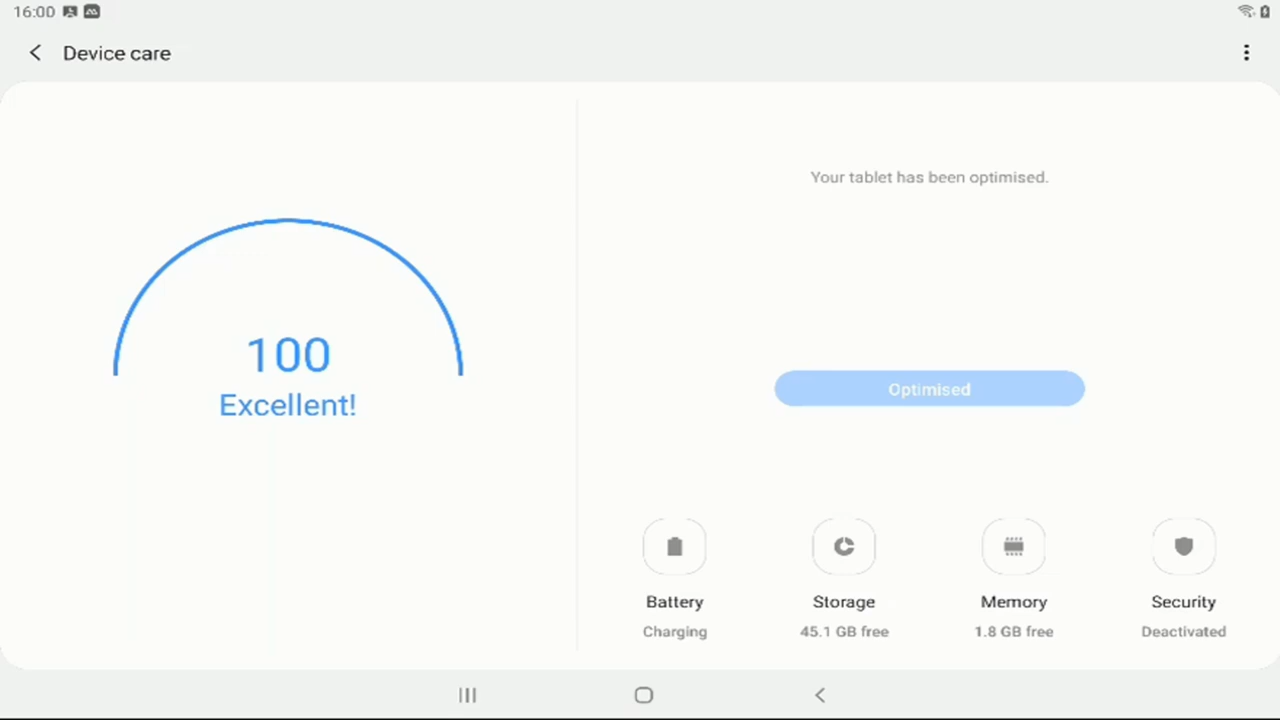 16:00
Device care
Your tablet has been optimised.
100
Excellent!
Optimised
Battery
Charging
Storage
45.1 GB free
Memory
1.8 GB free
Security
Deactivated